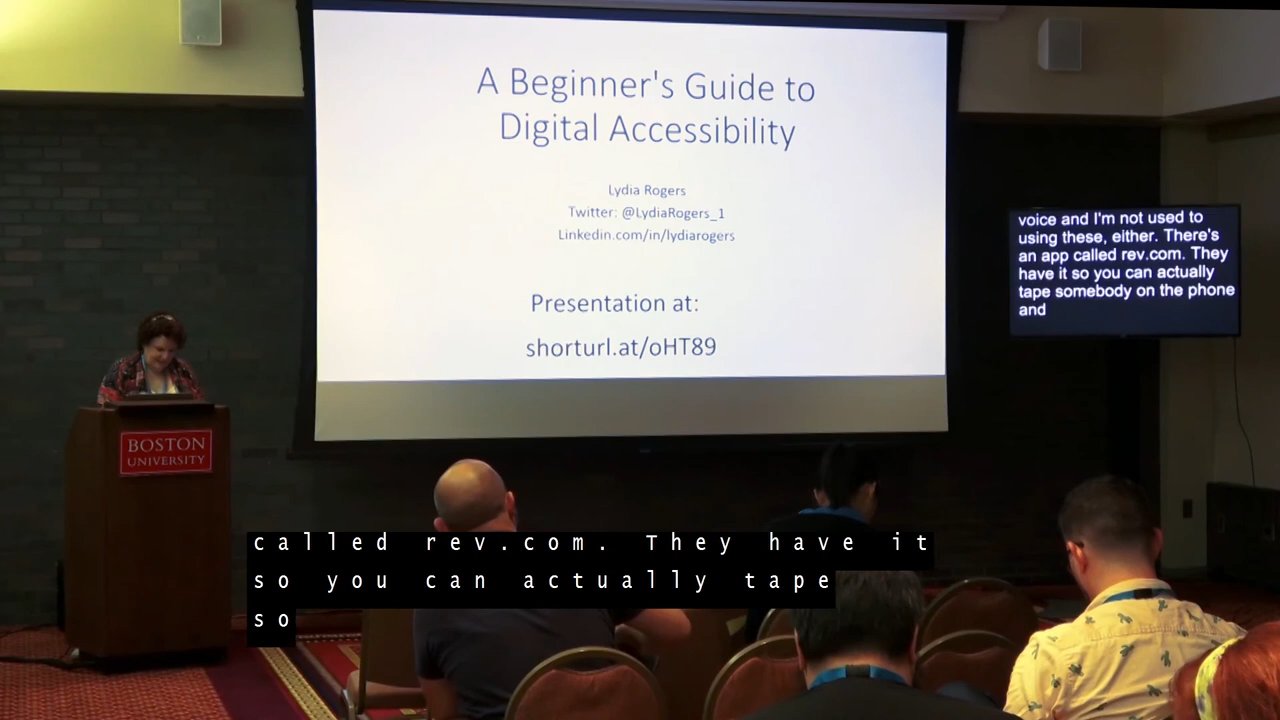 A Beginner's Guide to
Digital Accessibility
Lydia Rogers
Twitter: @LydiaRogers_1
Linkedin.com/in/lydiarogers
Presentation at:
shorturl.at/oHT89
voice and I'm not used to
using these, either. There's
an app called rev.com. They
have it so you can actually
tape somebody on the phone
and
BOSTON
UNIVERSITY
called rev.com. They have it
so you can actually tape
so